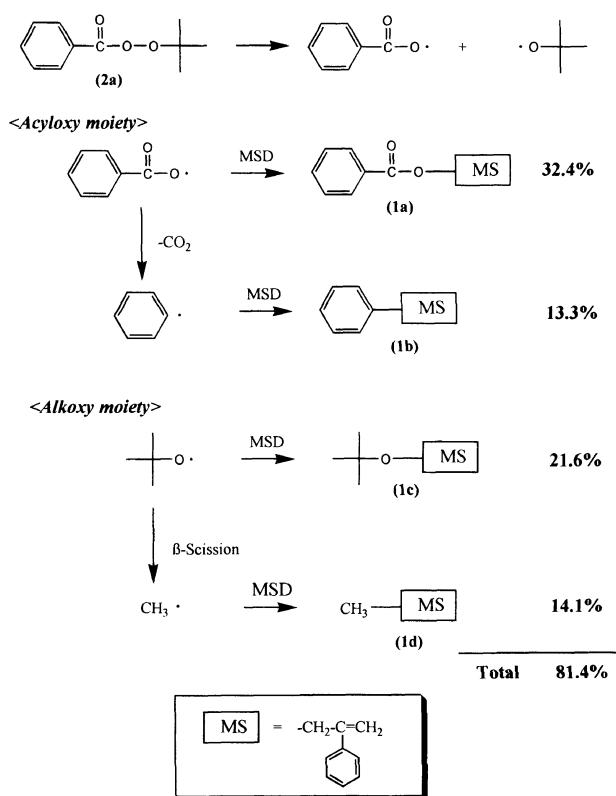 O O
C O O C O · + · O
(2a)
<Acyloxy moiety>
O O
C O · MSD C O MS 32.4%
(1a)
-CO2
· MSD MS 13.3%
(1b)
<Alkoxy moiety>
O · MSD O MS 21.6%
(1c)
ß-Scission
CH3 · MSD CH3 MS 14.1%
(1d)
Total 81.4%
MS = -CH2-C=CH2